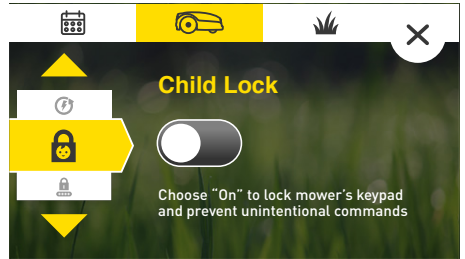 Child Lock
Choose “On” to lock mower’s keypad
and prevent unintentional commands